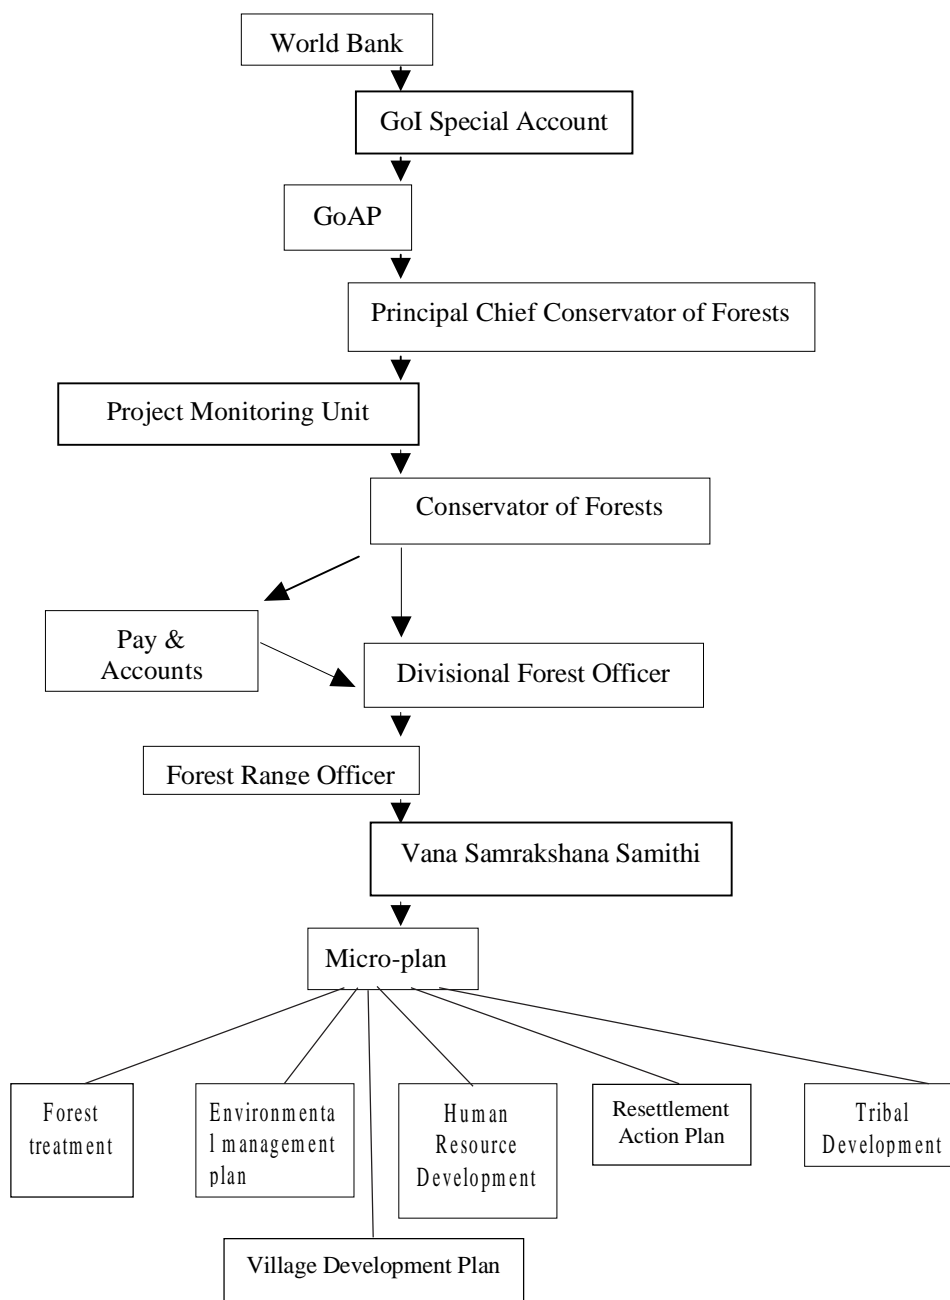 World Bank
GoI Special Account
GoAP
Principal Chief Conservator of Forests
Project Monitoring Unit
Conservator of Forests
Pay &
Accounts
Divisional Forest Officer
Forest Range Officer
Vana Samrakshana Samithi
Micro-plan
Forest
treatment
Environmenta
l management
plan
Human
Resource
Development
Resettlement
Action Plan
Tribal
Development
Village Development Plan